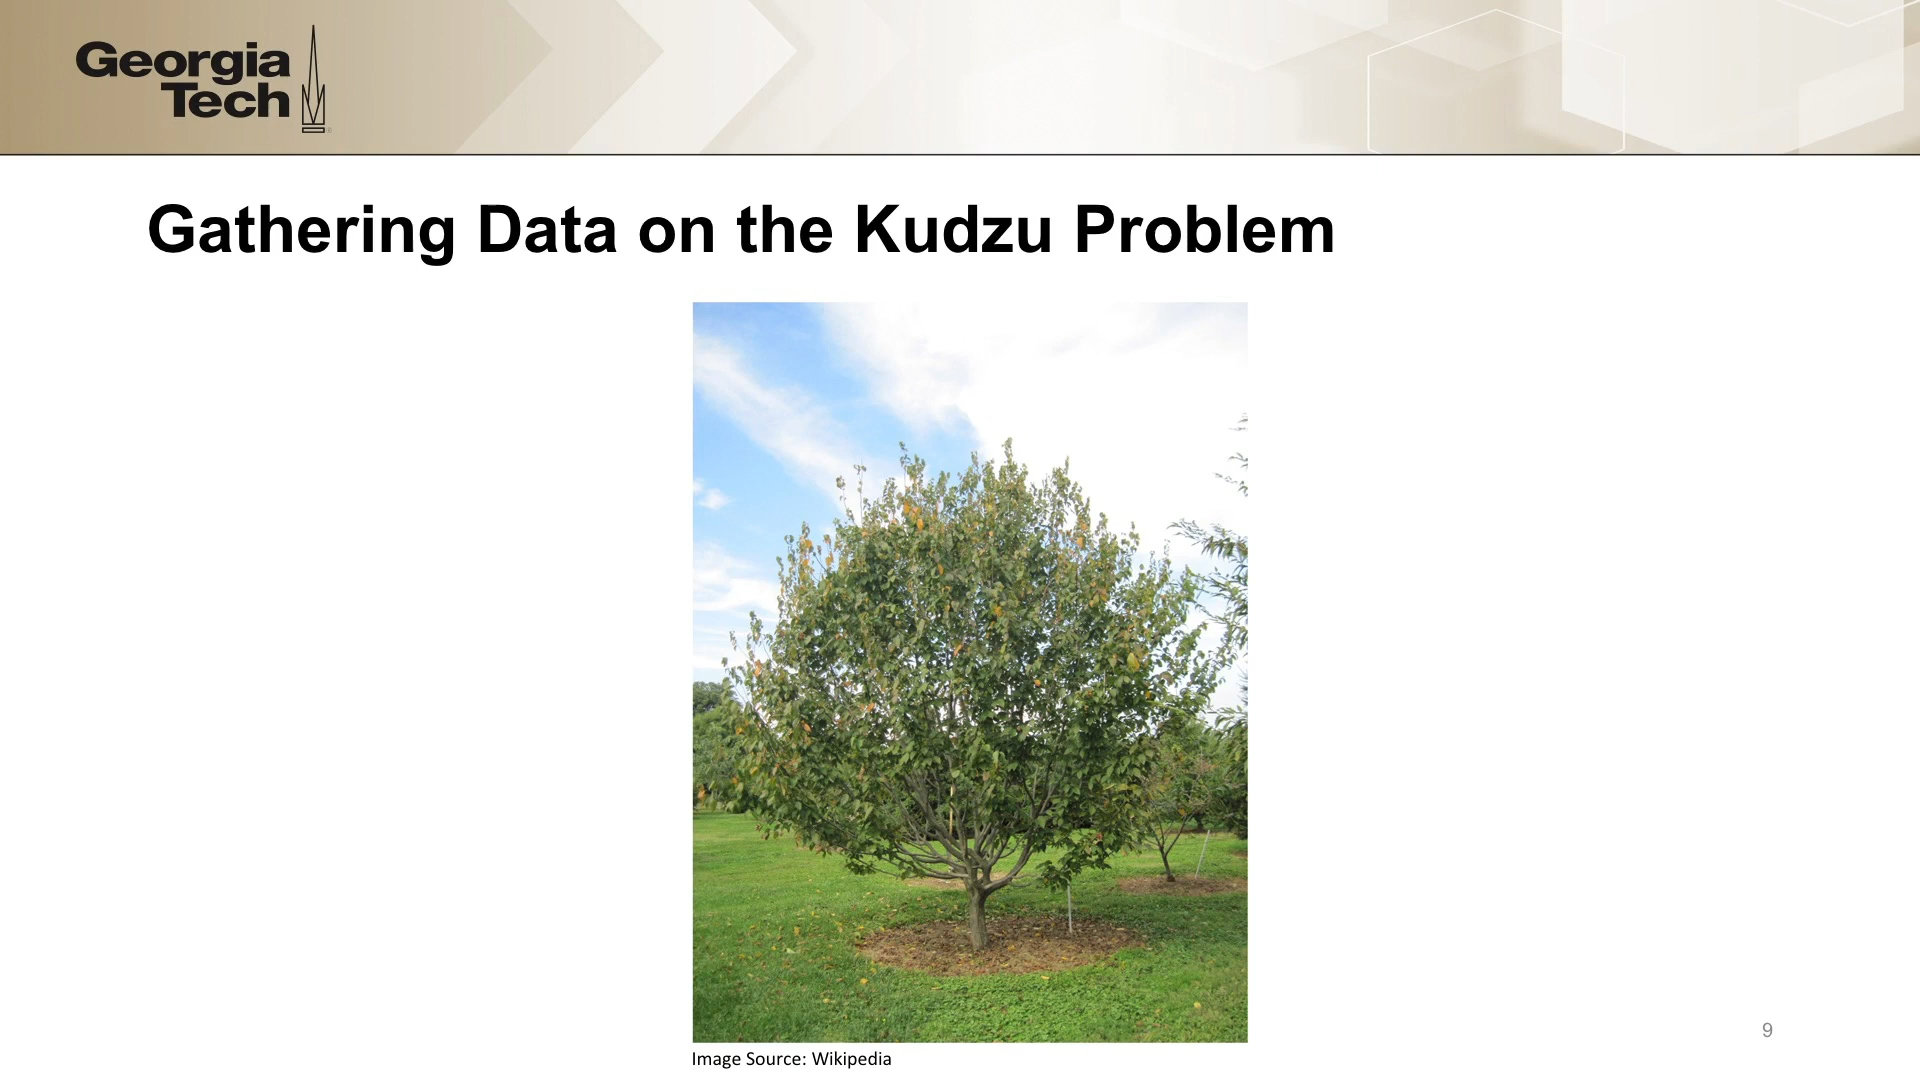 Georgia
Tech
Gathering Data on the Kudzu Problem
Image Source: Wikipedia
9